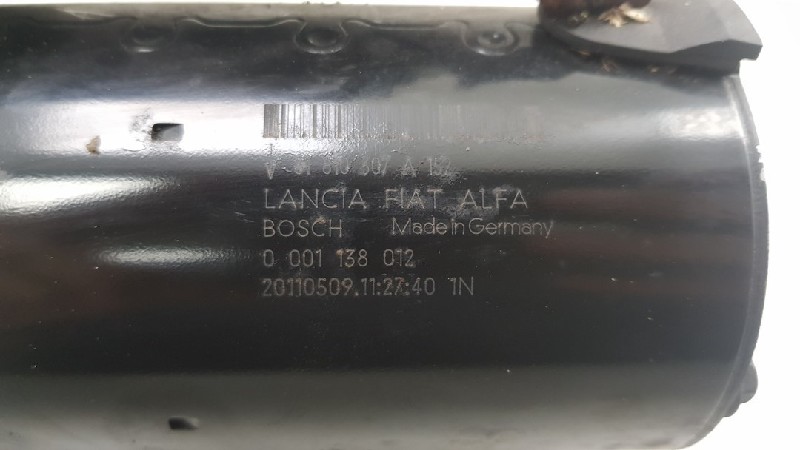 LANCIA FIAT ALFA
BOSCH Made in Germany
0 001 138 012
20110509.11:27:40 1N